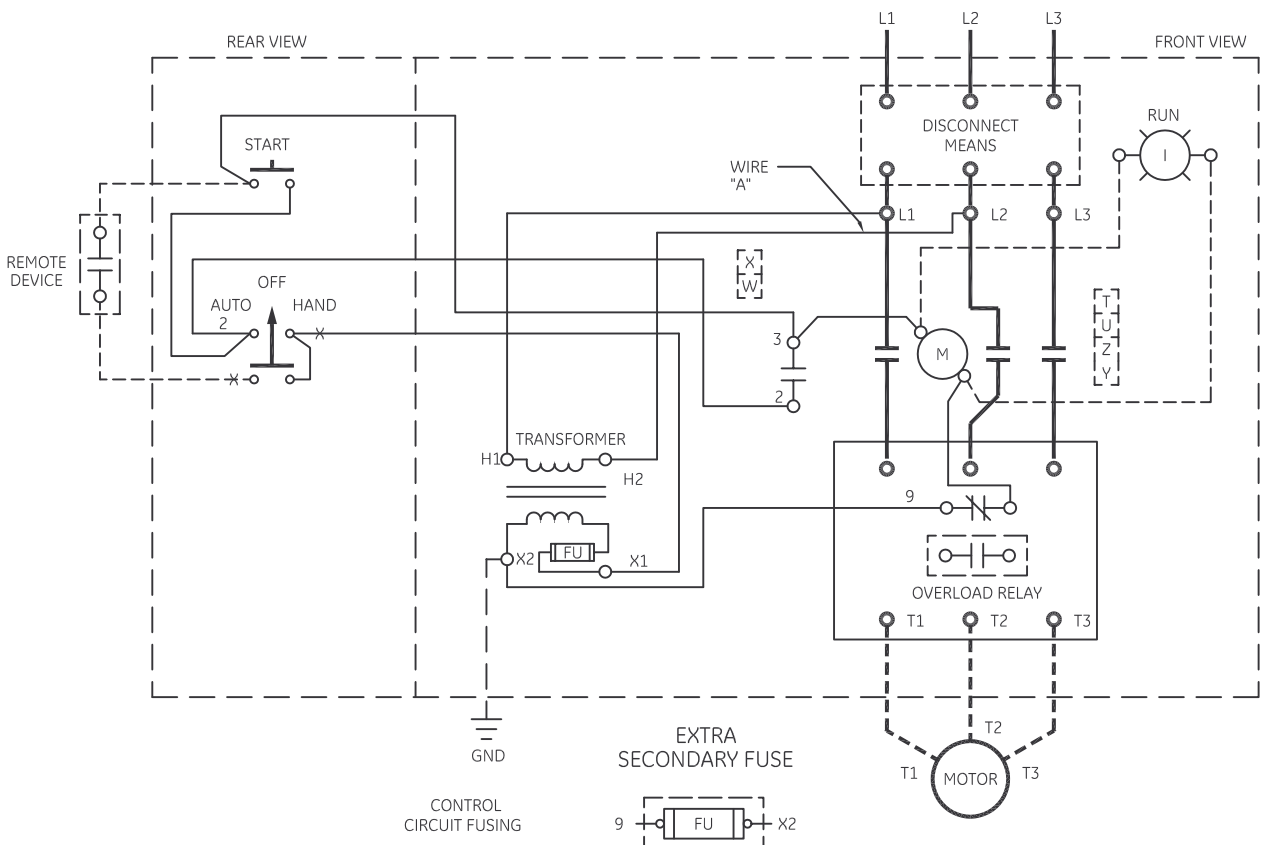 L1
L2
L3
REAR VIEW
FRONT VIEW
RUN
I
DISCONNECT
MEANS
START
WIRE
"A"
L1
L2
L3
REMOTE
DEVICE
X
W
OFF
AUTO
HAND
2
X
X
3
2
M
T
U
Z
Y
TRANSFORMER
H1
H2
9
X2
FU
X1
OVERLOAD RELAY
T1
T2
T3
GND
EXTRA
SECONDARY FUSE
T2
T1
MOTOR
T3
CONTROL
CIRCUIT FUSING
9
FU
X2